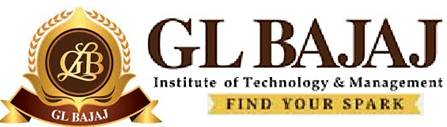 GLB
GL BAJAJ
GL BAJAJ
Institute of Technology & Management
FIND YOUR SPARK